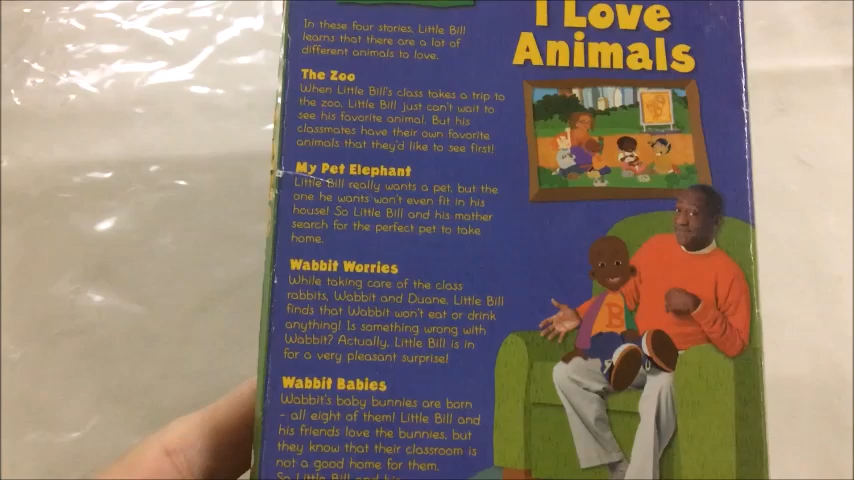 I Love
Animals
In these four stories, Little Bill
learns that there are a lot of
different animals to love.
The Zoo
When Little Bill's class takes a trip to
the zoo, Little Bill just can't wait to
see his favorite animal. But his
classmates have their own favorite
animals that they'd like to see first!
My Pet Elephant
Little Bill really wants a pet, but the
one he wants won't even fit in his
house! So Little Bill and his mother
search for the perfect pet to take
home.
Wabbit Worries
While taking care of the class
rabbits, Wabbit and Duane, Little Bill
finds that Wabbit won't eat or drink
anything! Is something wrong with
Wabbit? Actually, Little Bill is in
for a very pleasant surprise!
Wabbit Babies
Wabbit's baby bunnies are born
- all eight of them! Little Bill and
his friends love the bunnies, but
they know that their classroom is
not a good home for them.
So Little Bill and his
B